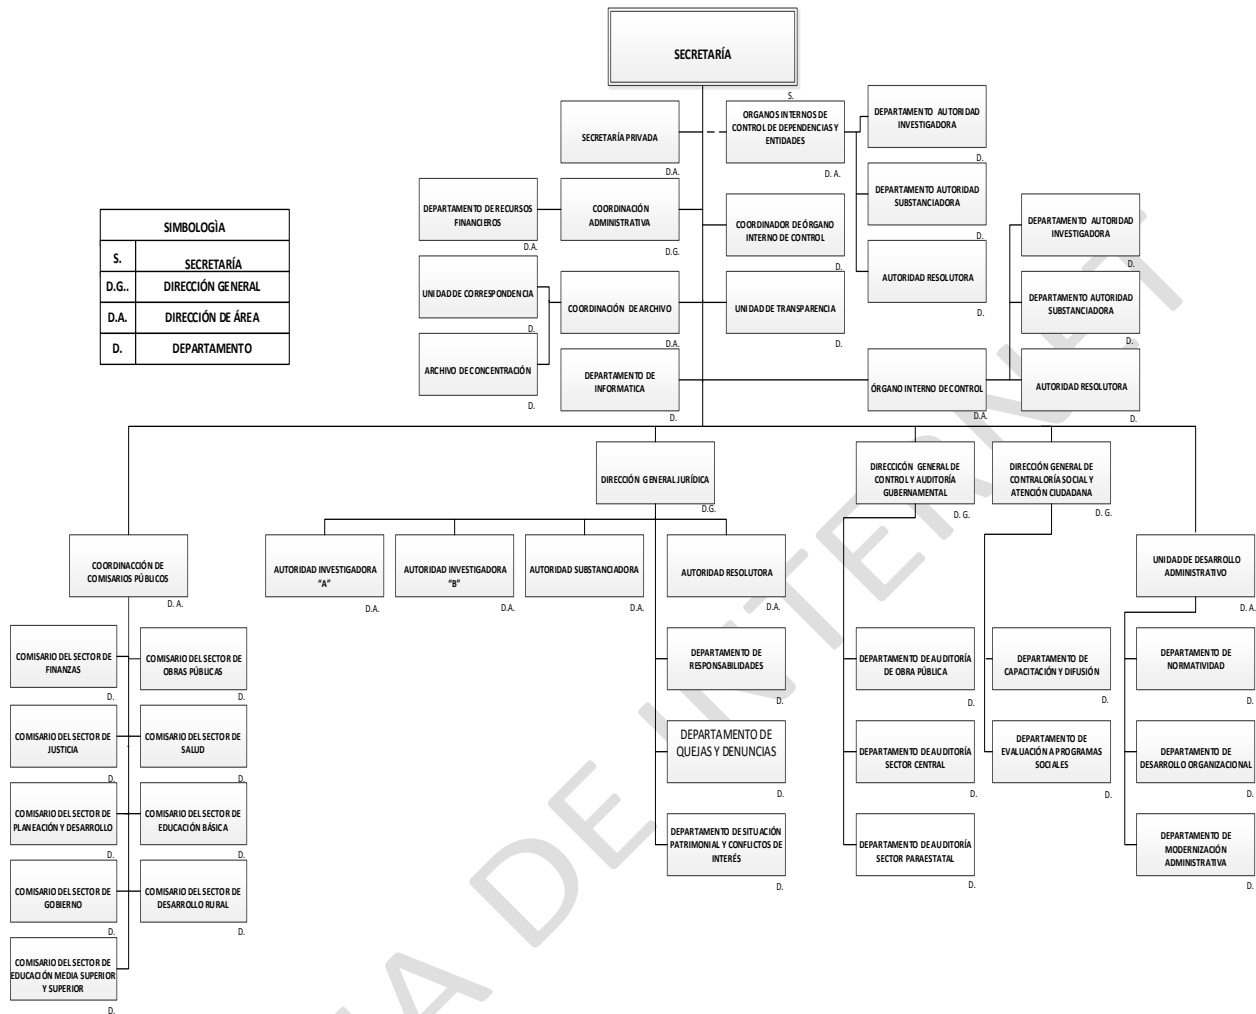 SECRETARÍA
S.
SECRETARÍA PRIVADA
D.A.
ORGANOS INTERNOS DE
CONTROL DE DEPENDENCIAS Y
ENTIDADES
D. A.
DEPARTAMENTO AUTORIDAD
INVESTIGADORA
D.
DEPARTAMENTO AUTORIDAD
SUBSTANCIADORA
D.
AUTORIDAD RESOLUTORA
D.
DEPARTAMENTO DE RECURSOS
FINANCIEROS
D.A.
COORDINACIÓN
ADMINISTRATIVA
D.G.
COORDINADOR DE ÓRGANO
INTERNO DE CONTROL
D.
DEPARTAMENTO AUTORIDAD
INVESTIGADORA
D.
DEPARTAMENTO AUTORIDAD
SUBSTANCIADORA
D.
AUTORIDAD RESOLUTORA
D.
SIMBOLOGÌA
S.
SECRETARÍA
D.G..
DIRECCIÓN GENERAL
D.A.
DIRECCIÓN DE ÁREA
D.
DEPARTAMENTO
UNIDAD DE CORRESPONDENCIA
D.
COORDINACIÓN DE ARCHIVO
D.A.
UNIDAD DE TRANSPARENCIA
D.
ARCHIVO DE CONCENTRACIÓN
D.
DEPARTAMENTO DE
INFORMATICA
D.
ÓRGANO INTERNO DE CONTROL
D.A.
DIRECCIÓN GENERAL JURÍDICA
D.G.
DIRECCICIÓN GENERAL DE
CONTROL Y AUDITORÍA
GUBERNAMENTAL
D. G.
DIRECCIÓN GENERAL DE
CONTRALORÍA SOCIAL Y
ATENCIÓN CIUDADANA
D. G.
COORDINACCIÓN DE
COMISARIOS PÚBLICOS
D. A.
AUTORIDAD INVESTIGADORA
"A"
D.A.
AUTORIDAD INVESTIGADORA
"B"
D.A.
AUTORIDAD SUBSTANCIADORA
D.A.
AUTORIDAD RESOLUTORA
D.A.
UNIDAD DE DESARROLLO
ADMINISTRATIVO
D. A.
COMISARIO DEL SECTOR DE
FINANZAS
D.
COMISARIO DEL SECTOR DE
OBRAS PÚBLICAS
D.
DEPARTAMENTO DE
RESPONSABILIDADES
D.
DEPARTAMENTO DE AUDITORÍA
DE OBRA PÚBLICA
D.
DEPARTAMENTO DE
CAPACITACIÓN Y DIFUSIÓN
D.
DEPARTAMENTO DE
NORMATIVIDAD
D.
COMISARIO DEL SECTOR DE
JUSTICIA
D.
COMISARIO DEL SECTOR DE
SALUD
D.
DEPARTAMENTO DE
QUEJAS Y DENUNCIAS
D.
DEPARTAMENTO DE AUDITORÍA
SECTOR CENTRAL
D.
DEPARTAMENTO DE
EVALUACIÓN A PROGRAMAS
SOCIALES
D.
DEPARTAMENTO DE
DESARROLLO ORGANIZACIONAL
D.
COMISARIO DEL SECTOR DE
PLANEACIÓN Y DESARROLLO
D.
COMISARIO DEL SECTOR DE
EDUCACIÓN BÁSICA
D.
DEPARTAMENTO DE SITUACIÓN
PATRIMONIAL Y CONFLICTOS DE
INTERÉS
D.
DEPARTAMENTO DE AUDITORÍA
SECTOR PARAESTATAL
D.
DEPARTAMENTO DE
MODERNIZACIÓN
ADMINISTRATIVA
D.
COMISARIO DEL SECTOR DE
GOBIERNO
D.
COMISARIO DEL SECTOR DE
DESARROLLO RURAL
D.
COMISARIO DEL SECTOR DE
EDUCACIÓN MEDIA SUPERIOR
Y SUPERIOR
D.
DE INTERNET